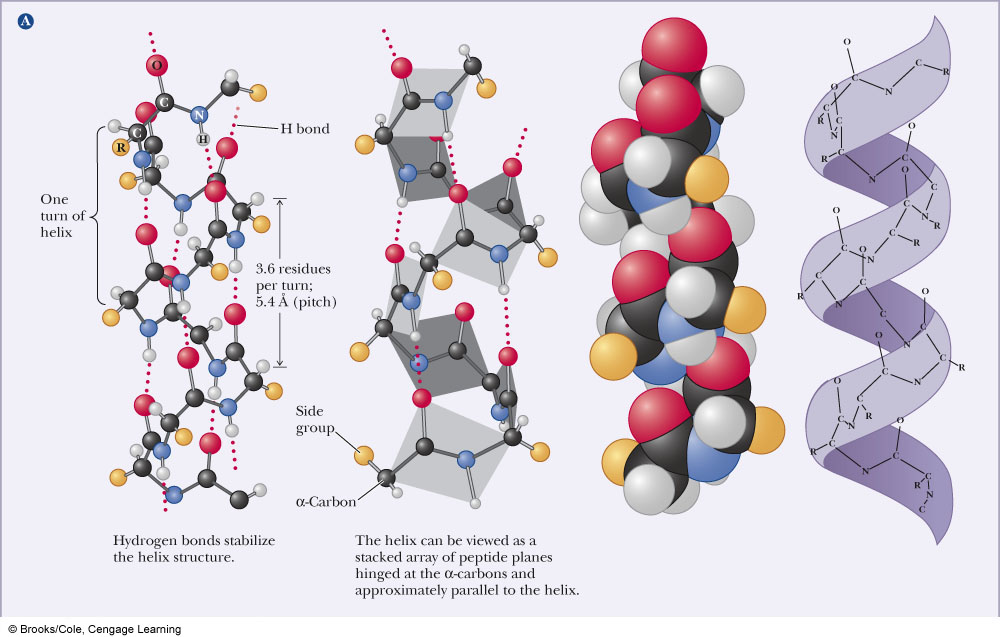 A
O
C
N
H
C
R
H bond
One
turn of
helix
3.6 residues
per turn;
5.4 Å (pitch)
Hydrogen bonds stabilize
the helix structure.
Side
group
α-Carbon
The helix can be viewed as a
stacked array of peptide planes
hinged at the α-carbons and
approximately parallel to the helix.
O
O
C
C
R
N
C
O
C
C
O
R
C
N
C
O
C
O
C
N
R
C
C
O
R
N
C
C
N
C
O
C
N
O
C
C
R
N
C
O
R
C
N
O
C
C
R
N
C
C
R
N
C
© Brooks/Cole, Cengage Learning